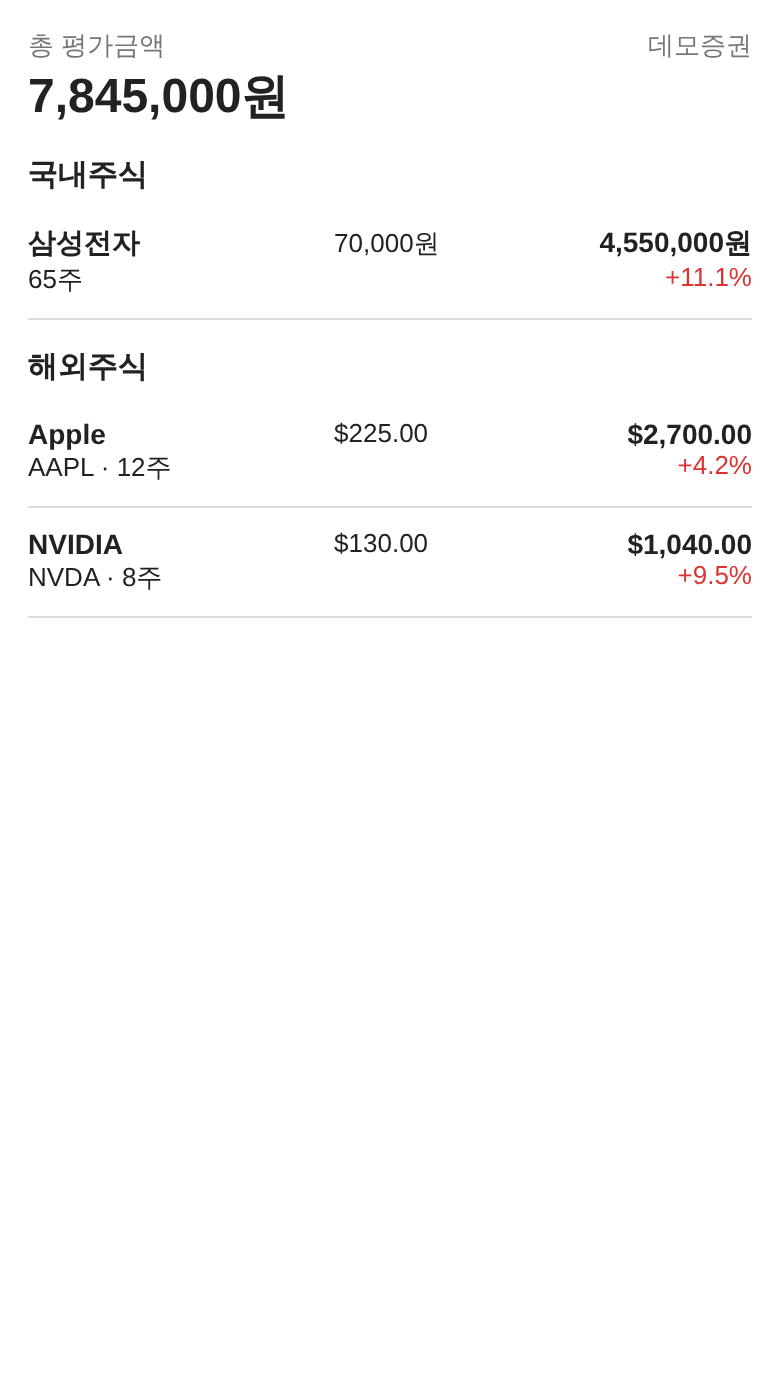 총 평가금액 데모증권
7,845,000원
국내주식
삼성전자 70,000원 4,550,000원
65주 +11.1%
해외주식
Apple $225.00 $2,700.00
AAPL · 12주 +4.2%
NVIDIA $130.00 $1,040.00
NVDA · 8주 +9.5%